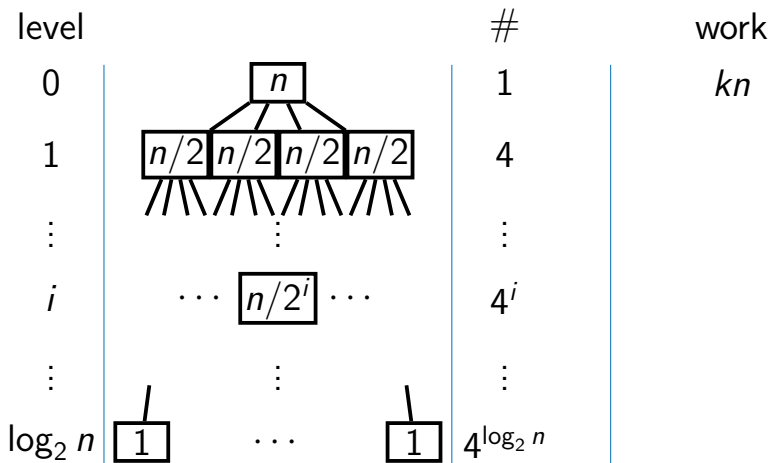 level # work
0 n 1 kn
1 n/2 n/2 n/2 n/2 4
⋮ ⋮ ⋮
i ⋯ n/2^i ⋯ 4^i
⋮ ⋮ ⋮
log₂ n 1 ⋯ 1 4^{log₂ n}